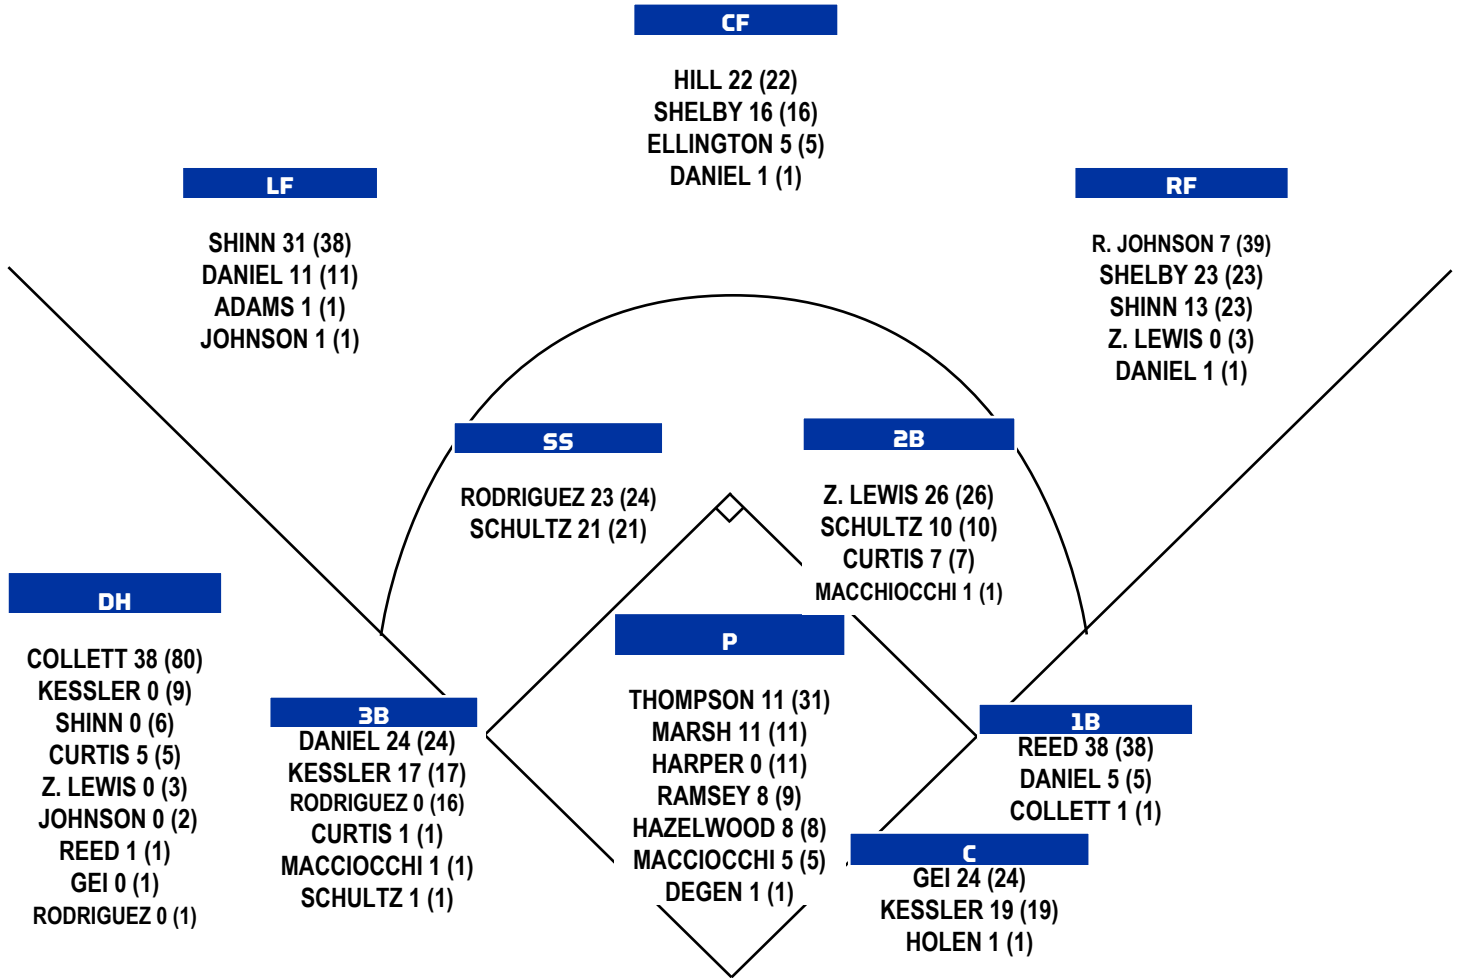 CF
HILL 22 (22)
SHELBY 16 (16)
ELLINGTON 5 (5)
DANIEL 1 (1)
LF
SHINN 31 (38)
DANIEL 11 (11)
ADAMS 1 (1)
JOHNSON 1 (1)
RF
R. JOHNSON 7 (39)
SHELBY 23 (23)
SHINN 13 (23)
Z. LEWIS 0 (3)
DANIEL 1 (1)
SS
RODRIGUEZ 23 (24)
SCHULTZ 21 (21)
2B
Z. LEWIS 26 (26)
SCHULTZ 10 (10)
CURTIS 7 (7)
MACCHIOCCHI 1 (1)
DH
COLLETT 38 (80)
KESSLER 0 (9)
SHINN 0 (6)
CURTIS 5 (5)
Z. LEWIS 0 (3)
JOHNSON 0 (2)
REED 1 (1)
GEI 0 (1)
RODRIGUEZ 0 (1)
3B
DANIEL 24 (24)
KESSLER 17 (17)
RODRIGUEZ 0 (16)
CURTIS 1 (1)
MACCIOCCHI 1 (1)
SCHULTZ 1 (1)
P
THOMPSON 11 (31)
MARSH 11 (11)
HARPER 0 (11)
RAMSEY 8 (9)
HAZELWOOD 8 (8)
MACCIOCCHI 5 (5)
DEGEN 1 (1)
1B
REED 38 (38)
DANIEL 5 (5)
COLLETT 1 (1)
C
GEI 24 (24)
KESSLER 19 (19)
HOLEN 1 (1)